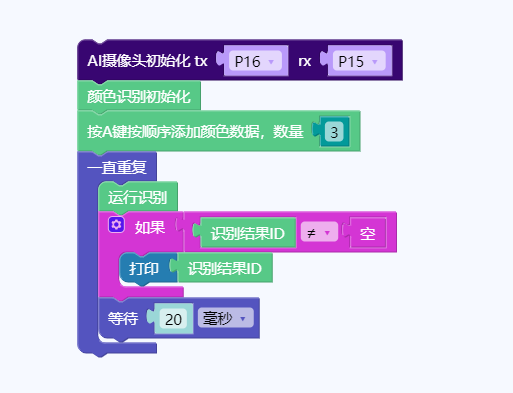 AI摄像头初始化 tx P16 rx P15
颜色识别初始化
按A键按顺序添加颜色数据，数量 3
一直重复
运行识别
如果 识别结果ID ≠ 空
打印 识别结果ID
等待 20 毫秒